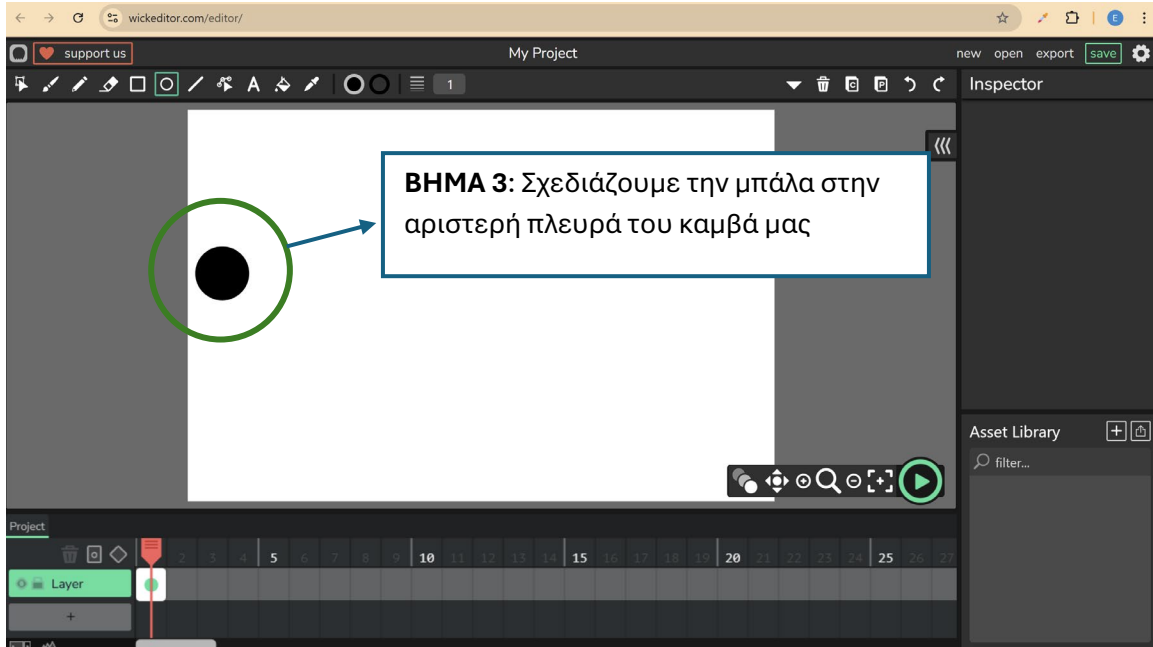 wickeditor.com/editor/
E
support us
My Project
new open export save
A
1
C
P
Inspector
ΒΗΜΑ 3: Σχεδιάζουμε την μπάλα στην
αριστερή πλευρά του καμβά μας
Asset Library
filter...
Project
2 3 4 5 6 7 8 9 10 11 12 13 14 15 16 17 18 19 20 21 22 23 24 25 26 27
Layer
+